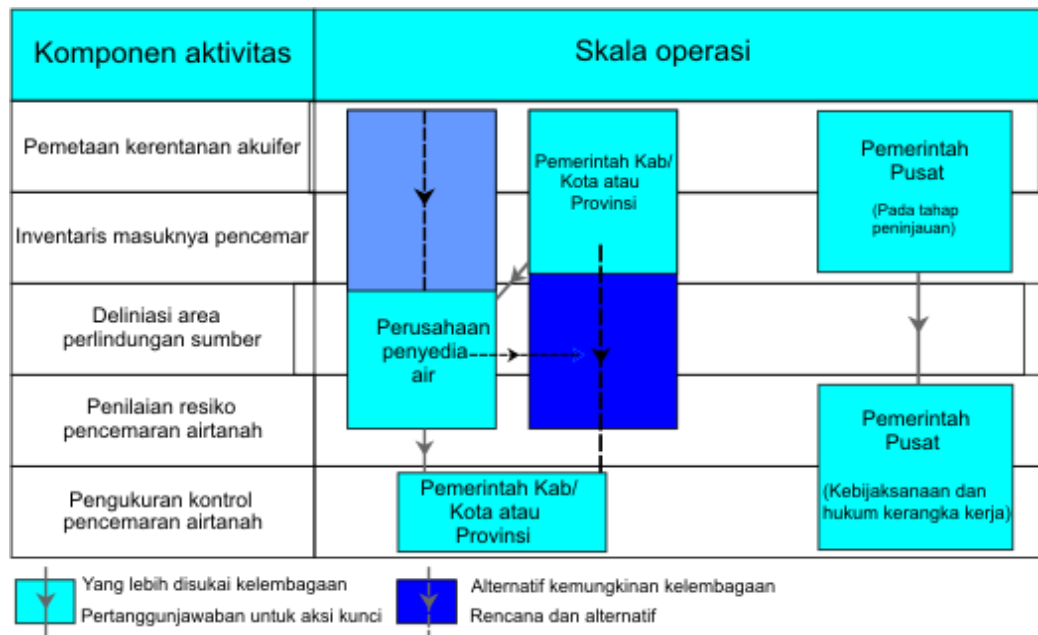 Komponen aktivitas
Skala operasi
Pemetaan kerentanan akuifer
Inventaris masuknya pencemar
Deliniasi area
perlindungan sumber
Penilaian resiko
pencemaran airtanah
Pengukuran kontrol
pencemaran airtanah
Perusahaan
penyedia
air
Pemerintah Kab/
Kota atau
Provinsi
Pemerintah Kab/
Kota atau
Provinsi
Pemerintah
Pusat
(Pada tahap
peninjauan)
Pemerintah
Pusat
(Kebijaksanaan dan
hukum kerangka kerja)
Yang lebih disukai kelembagaan
Pertanggunjawaban untuk aksi kunci
Alternatif kemungkinan kelembagaan
Rencana dan alternatif